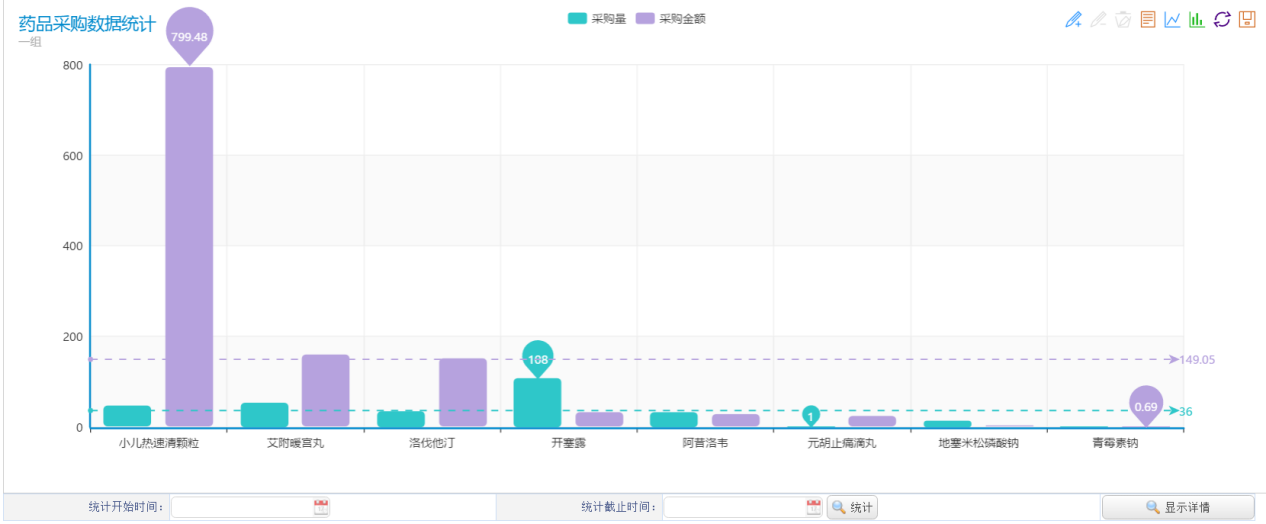 药品采购数据统计
一组
采购量 采购金额
799.48
800
600
400
200
0
108
1
0.69
149.05
36
小儿热速清颗粒 艾附暖宫丸 洛伐他汀 开塞露 阿昔洛韦 元胡止痛滴丸 地塞米松磷酸钠 青霉素钠
统计开始时间： 统计截止时间： 统计 显示详情